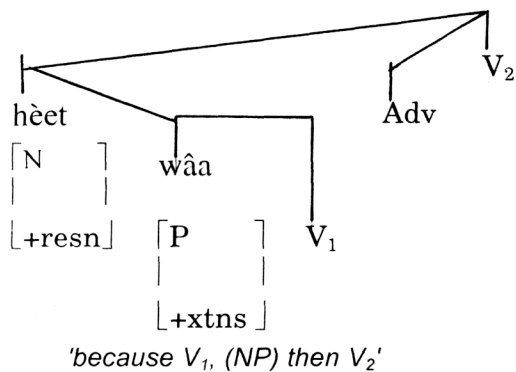 V₂
hèet Adv
wâa
[N
+resn]
[P V₁
+xtns]
'because V₁, (NP) then V₂'